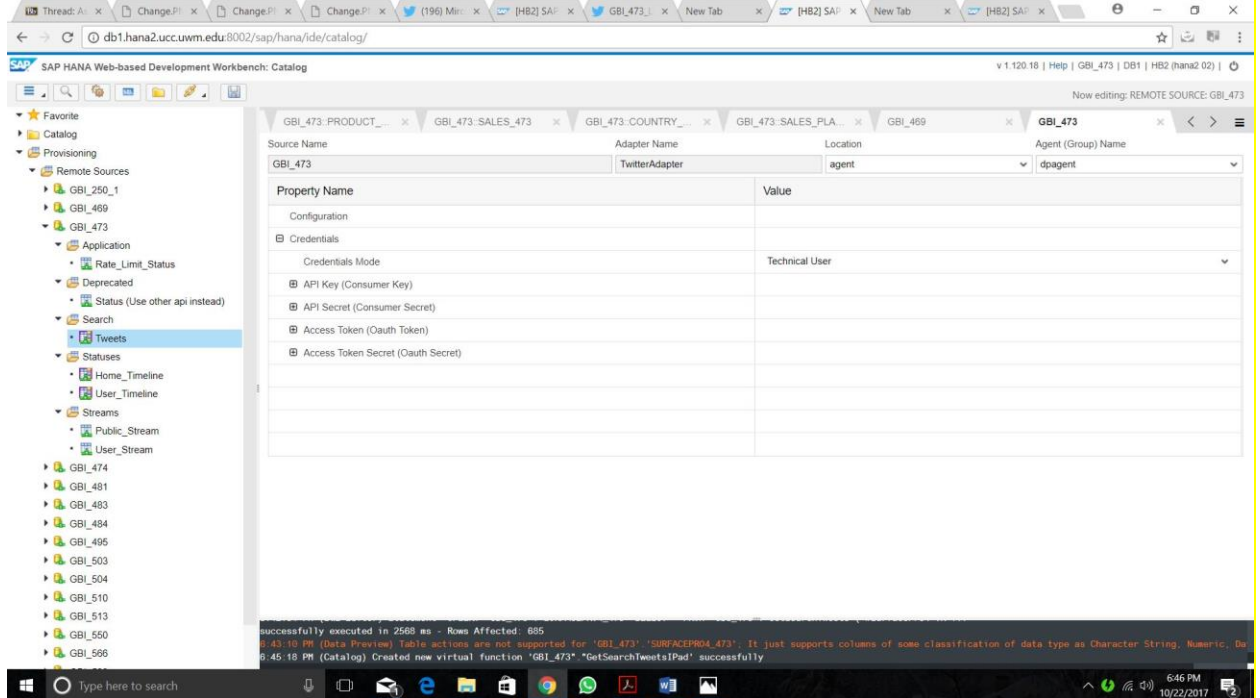 Thread: As
Change.Pl
Change.Pl
Change.Pl
(196) Micr
[HB2] SAP
GBI_473_
New Tab
[HB2] SAP
New Tab
[HB2] SAP
db1.hana2.ucc.uwm.edu:8002/sap/hana/ide/catalog/
SAP SAP HANA Web-based Development Workbench: Catalog
v 1.120.18 | Help | GBI_473 | DB1 | HB2 (hana2 02) |
Now editing: REMOTE SOURCE: GBI_473
Favorite
Catalog
Provisioning
Remote Sources
GBI_250_1
GBI_469
GBI_473
Application
Rate_Limit_Status
Deprecated
Status (Use other api instead)
Search
Tweets
Statuses
Home_Timeline
User_Timeline
Streams
Public_Stream
User_Stream
GBI_474
GBI_481
GBI_483
GBI_484
GBI_495
GBI_503
GBI_504
GBI_510
GBI_513
GBI_550
GBI_566
GBI_473::PRODUCT_...
GBI_473::SALES_473
GBI_473::COUNTRY_...
GBI_473::SALES_PLA...
GBI_469
GBI_473
Source Name Adapter Name Location Agent (Group) Name
GBI_473 TwitterAdapter agent dpagent
Property Name Value
Configuration
Credentials
Credentials Mode Technical User
API Key (Consumer Key)
API Secret (Consumer Secret)
Access Token (Oauth Token)
Access Token Secret (Oauth Secret)
successfully executed in 2568 ms - Rows Affected: 685
6:43:10 PM (Data Preview) Table actions are not supported for 'GBI_473'.'SURFACEPRO4_473'; It just supports columns of some classification of data type as Character String, Numeric, Da
6:45:18 PM (Catalog) Created new virtual function "GBI_473"."GetSearchTweetsIPad" successfully
Type here to search
6:46 PM
10/22/2017